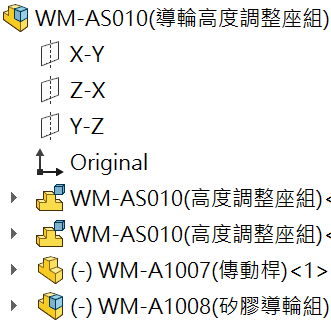 WM-AS010(導輪高度調整座組)
X-Y
Z-X
Y-Z
Original
WM-AS010(高度調整座組)<
WM-AS010(高度調整座組)<
(-) WM-A1007(傳動桿)<1>
(-) WM-A1008(矽膠導輪組)